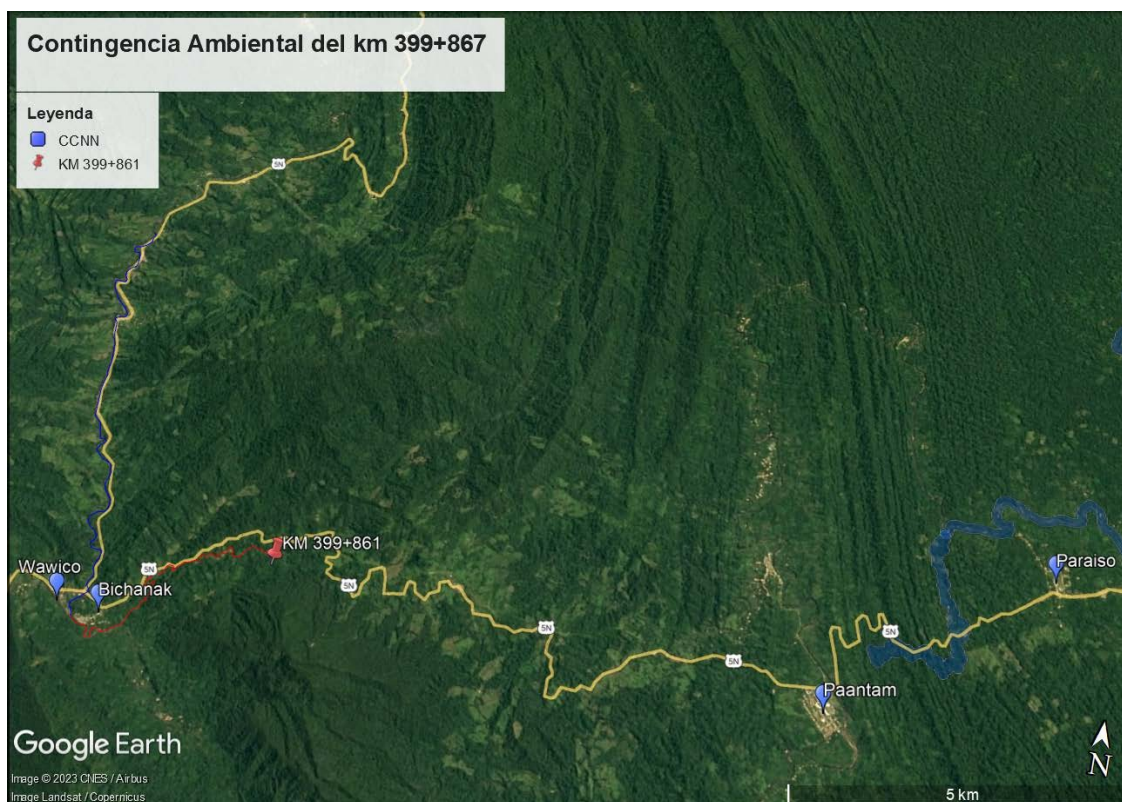 Contingencia Ambiental del km 399+867
Leyenda
CCNN
KM 399+861
5N
KM 399+861
Wawico
Bichanak
5N
5N
Paraiso
5N
5N
5N
Paantam
Google Earth
N
Image © 2023 CNES / Airbus
Image Landsat / Copernicus
5 km